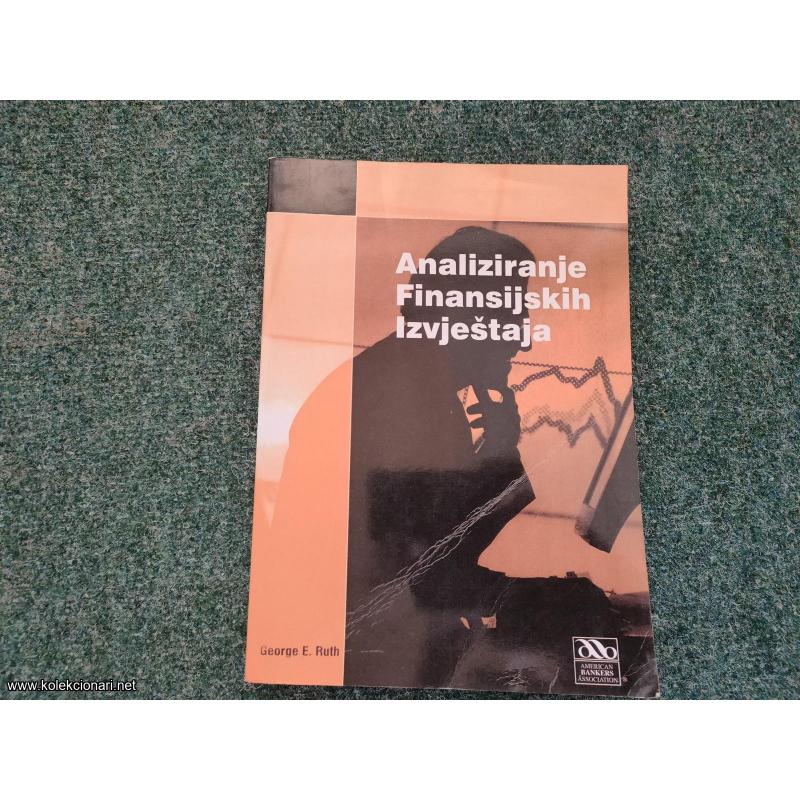 Analiziranje
Finansijskih
Izvještaja
George E. Ruth
AMERICAN
BANKERS
ASSOCIATION
®
www.kolekcionari.net